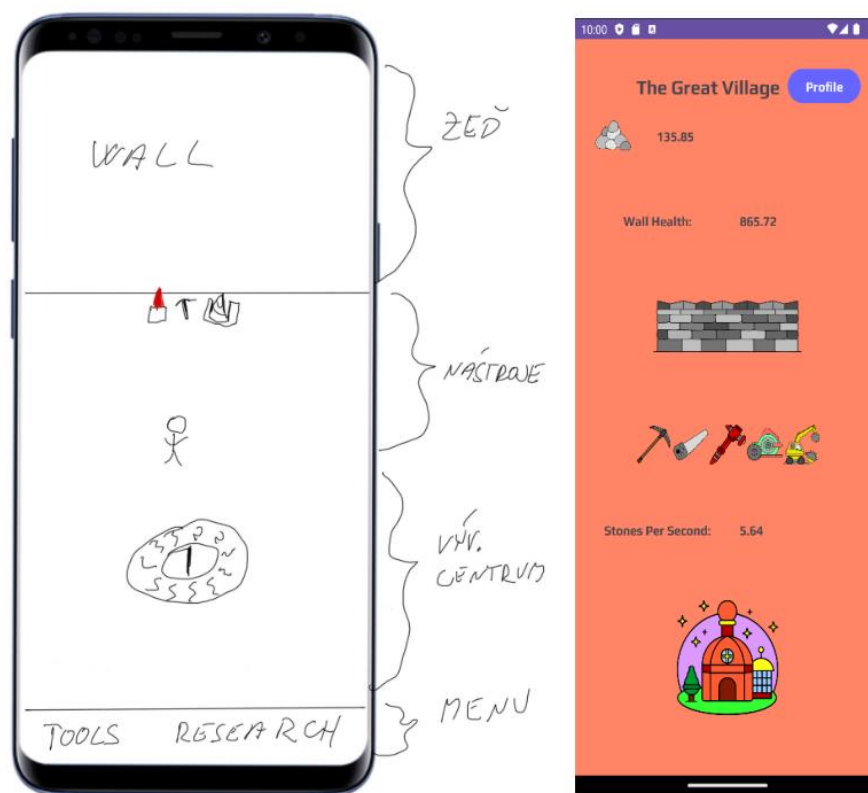 WALL
TOOLS RESEARCH
ZEĎ
NÁSTROJE
VÝV.
CENTRUM
MENU
10:00
The Great Village
Profile
135.85
Wall Health: 865.72
Stones Per Second: 5.64